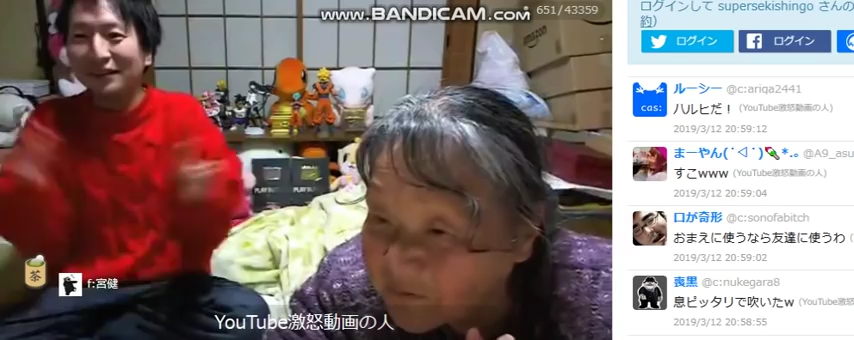 www.BANDICAM.com
651/43359
amazon
茶
f:宮健
YouTube激怒動画の人
ログインして supersekishingo さんの
約）
ログイン
ログイン
cas:
ルーシー @c:ariqa2441
ハルヒだ！ (YouTube激怒動画の人)
2019/3/12 20:59:12
まーやん(´◁`)🍾*.。 @A9_asu
すこwww (YouTube激怒動画の人)
2019/3/12 20:59:04
口が奇形 @c:sonofabitch
おまえに使うなら友達に使うわ (
2019/3/12 20:59:02
喪黒 @c:nukegara8
息ピッタリで吹いたw (YouTube激怒
2019/3/12 20:58:55